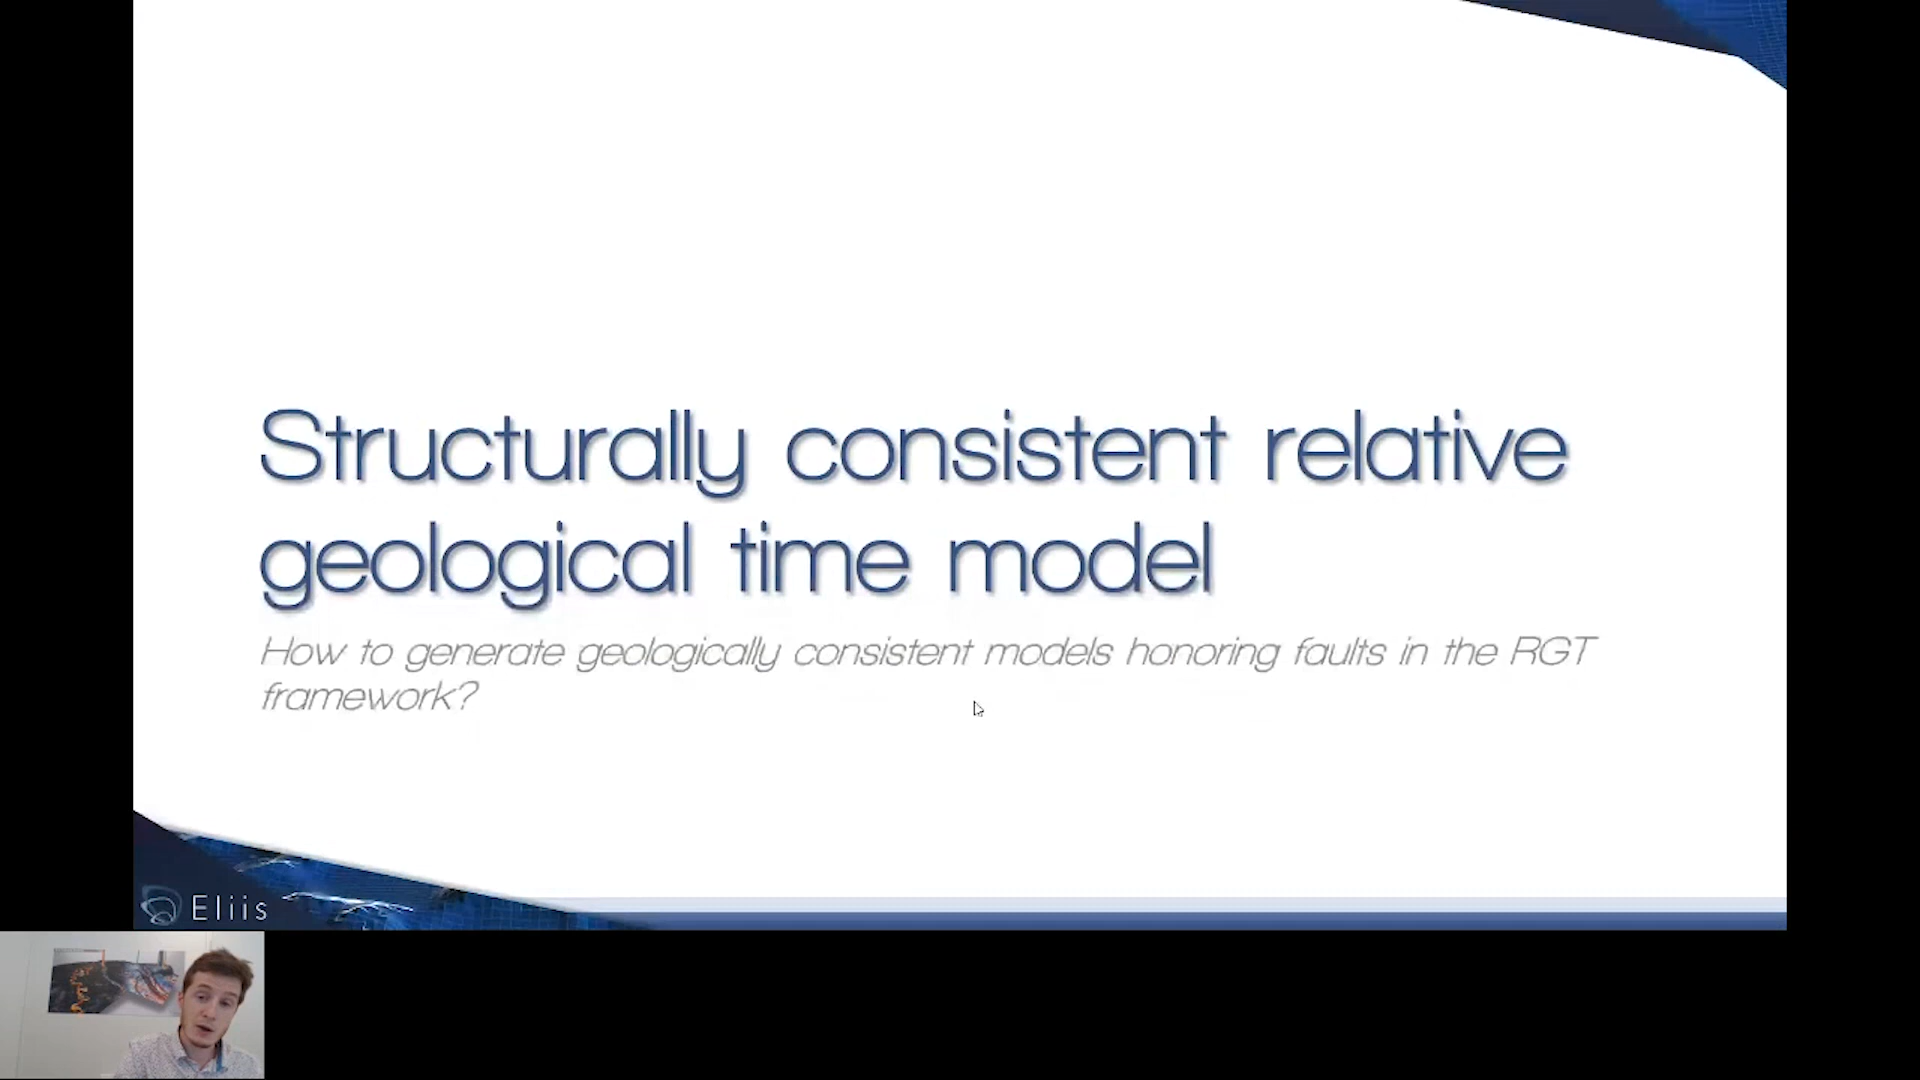 Structurally consistent relative
geological time model
How to generate geologically consistent models honoring faults in the RGT
framework?
Eliis